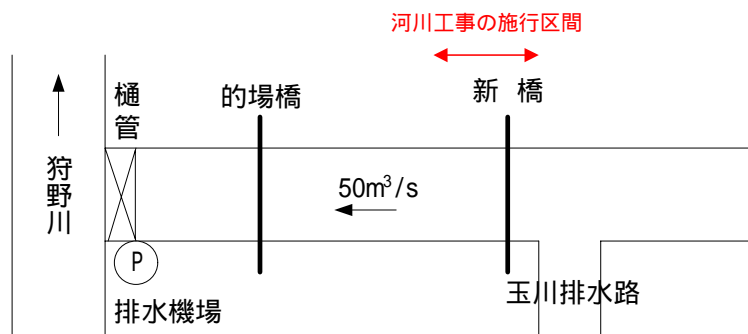 河川工事の施行区間
樋管
的場橋
新 橋
狩野川
50m³/s
P
玉川排水路
排水機場